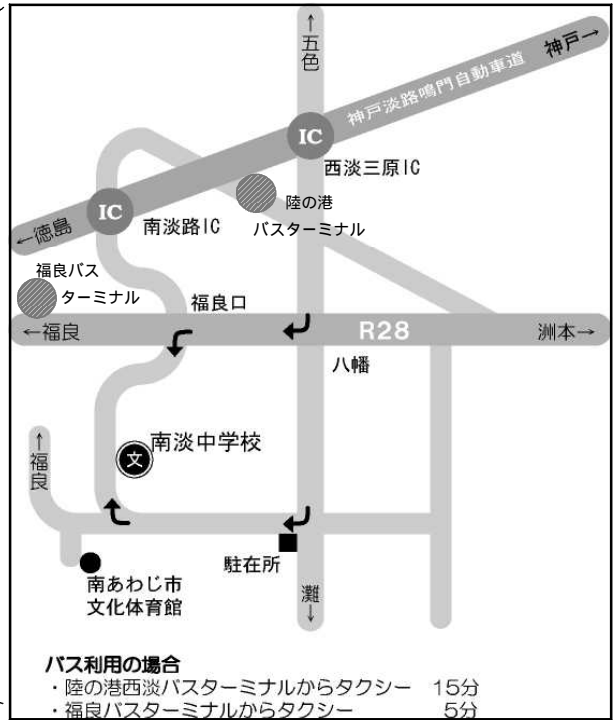 ↑
五色
神戸→
神戸淡路鳴門自動車道
IC
西淡三原IC
IC
陸の港
バスターミナル
南淡路IC
←徳島
福良バス
ターミナル
福良口
←福良
R28
洲本→
八幡
南淡中学校
文
↑
福良
駐在所
南あわじ市
文化体育館
灘
↓
バス利用の場合
・陸の港西淡バスターミナルからタクシー 15分
・福良バスターミナルからタクシー 5分